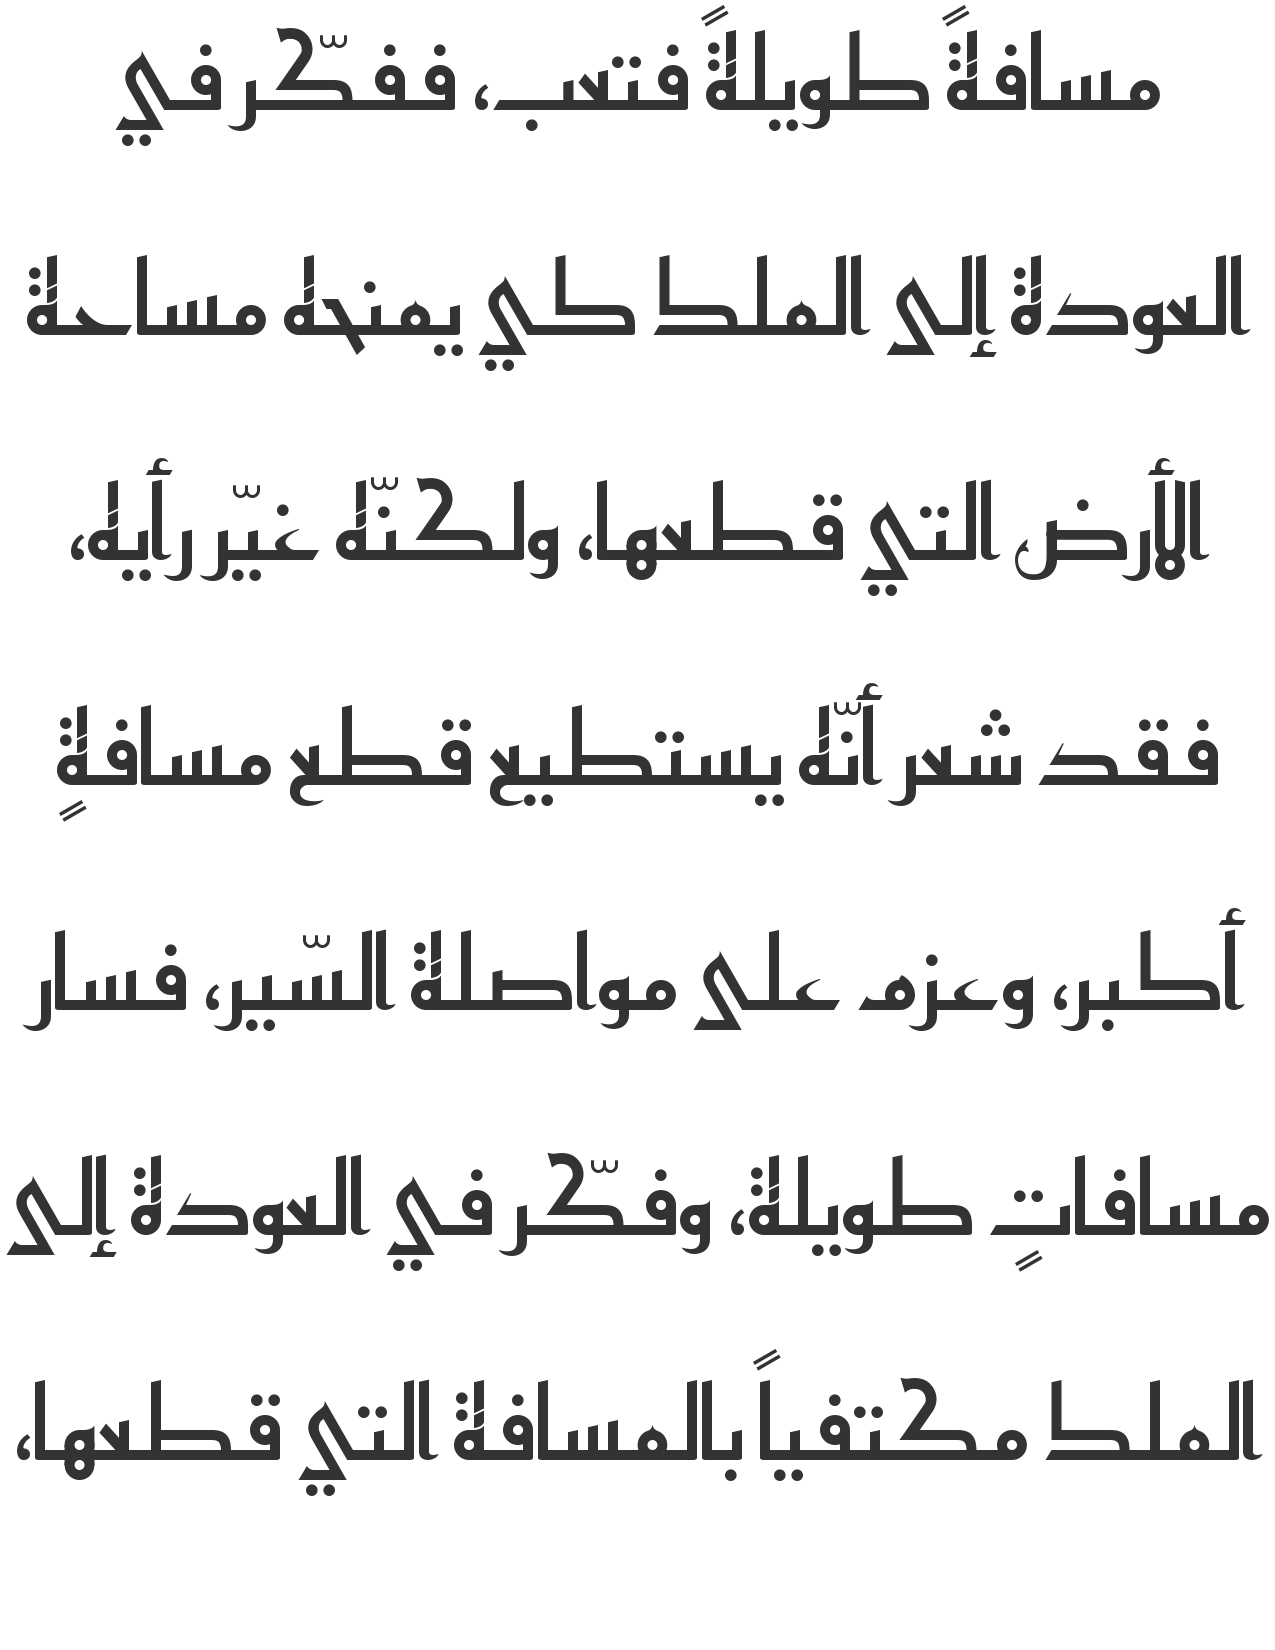 مسافةً طويلةً فتعب، ففكّر في
العودة إلى الملك كي يمنحه مساحة
الأرض التي قطعها، ولكنّه غيّر رأيه،
فقد شعر أنّه يستطيع قطع مسافةٍ
أكبر، وعزم على مواصلة السّير، فسار
مسافاتٍ طويلة، وفكّر في العودة إلى
الملك مكتفياً بالمسافة التي قطعها،